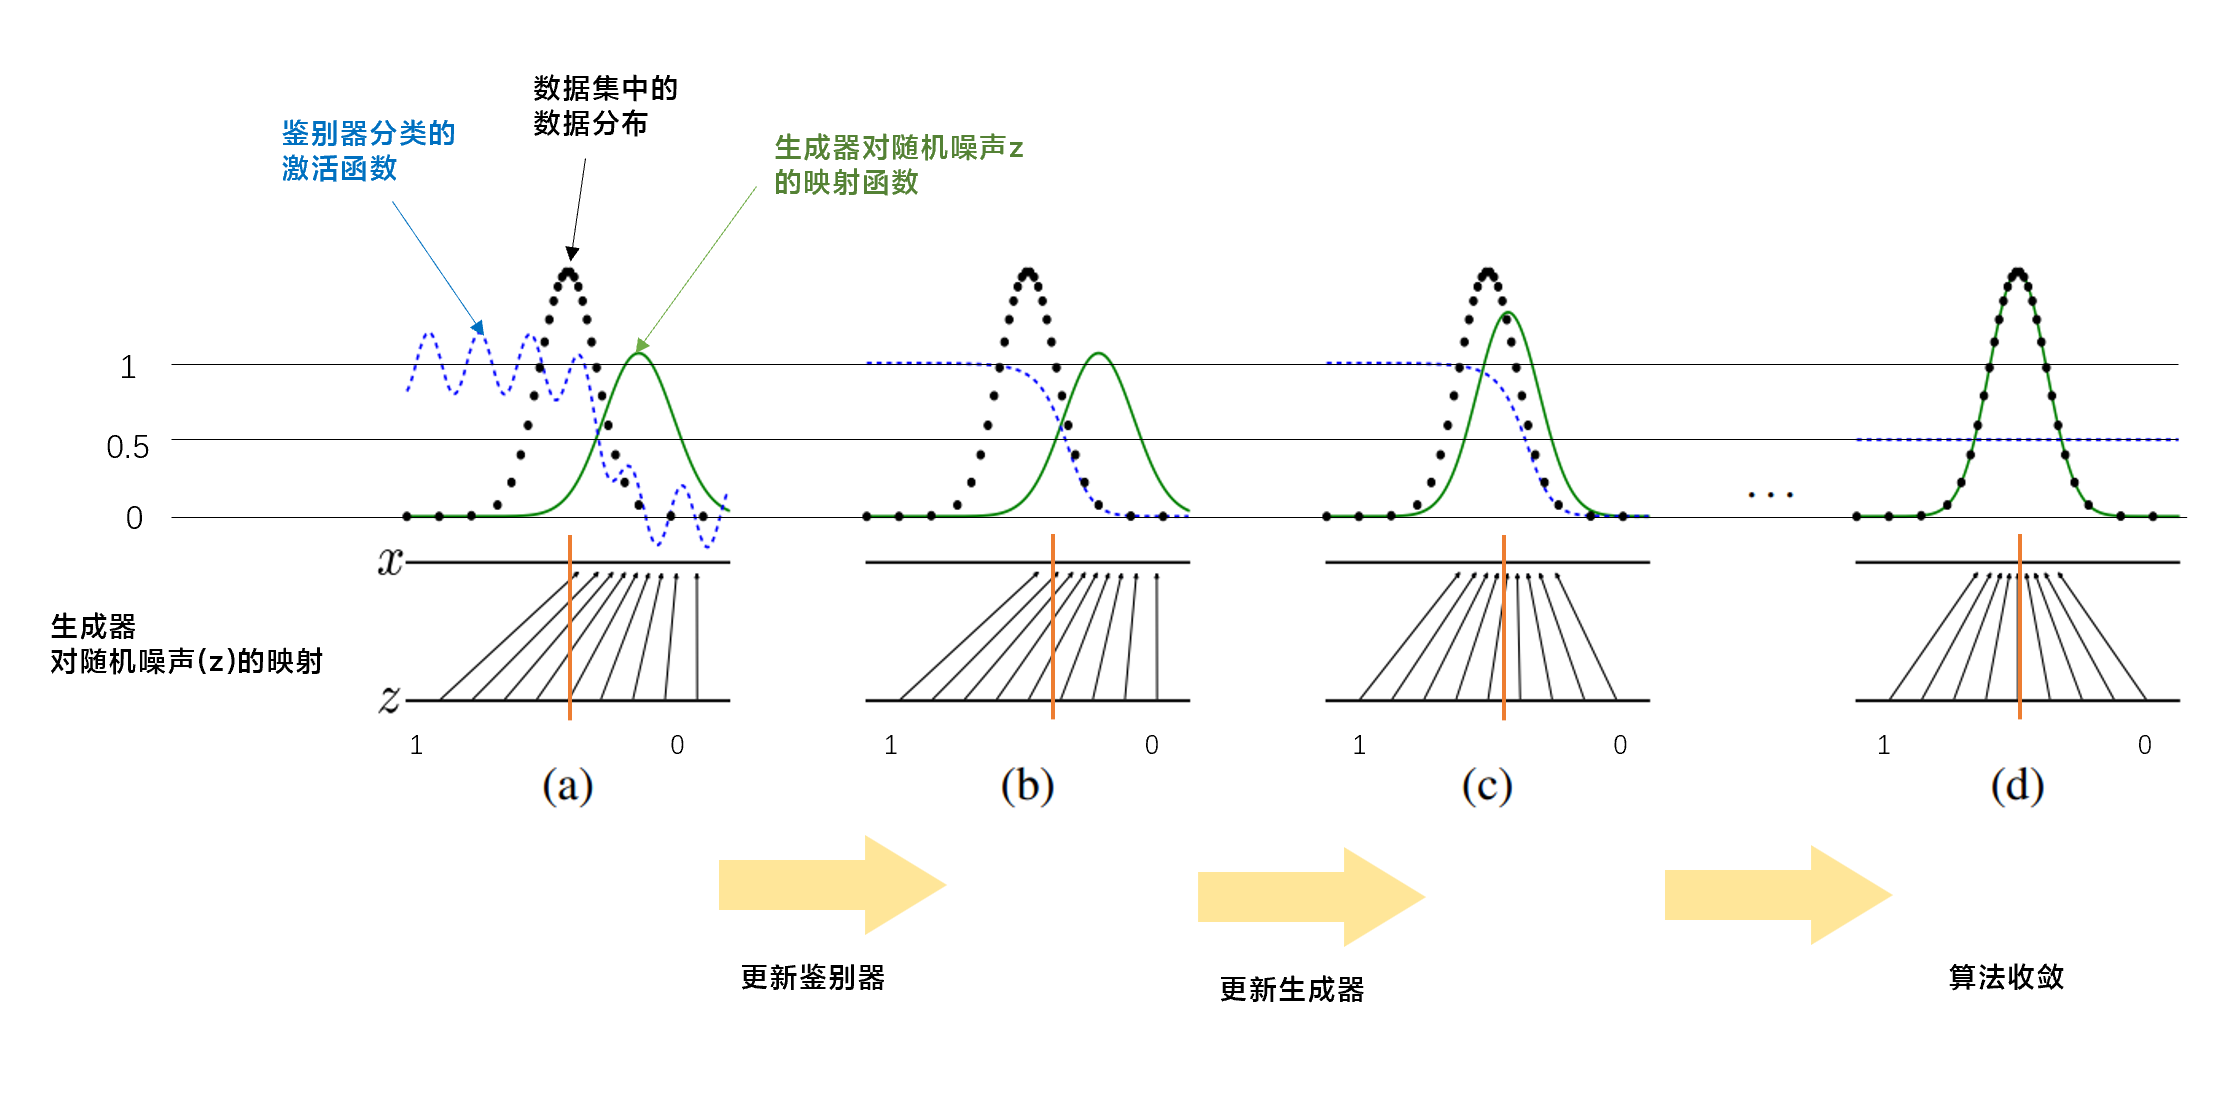 数据集中的
数据分布
鉴别器分类的
激活函数
生成器对随机噪声z
的映射函数
1
0.5
0
...
x
z
生成器
对随机噪声(z)的映射
1 0 1 0 1 0 1 0
(a) (b) (c) (d)
更新鉴别器
更新生成器
算法收敛